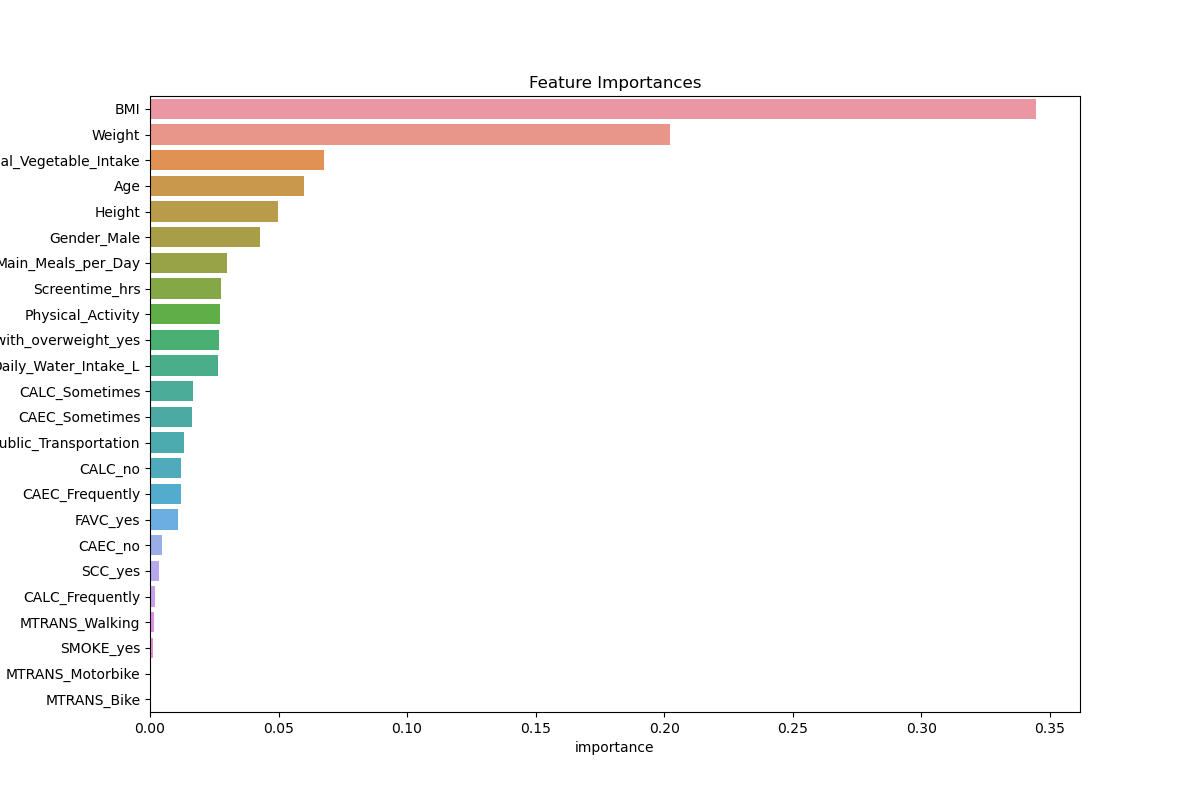 Feature Importances
BMI
Weight
al_Vegetable_Intake
Age
Height
Gender_Male
Main_Meals_per_Day
Screentime_hrs
Physical_Activity
with_overweight_yes
Daily_Water_Intake_L
CALC_Sometimes
CAEC_Sometimes
ublic_Transportation
CALC_no
CAEC_Frequently
FAVC_yes
CAEC_no
SCC_yes
CALC_Frequently
MTRANS_Walking
SMOKE_yes
MTRANS_Motorbike
MTRANS_Bike
0.00 0.05 0.10 0.15 0.20 0.25 0.30 0.35
importance